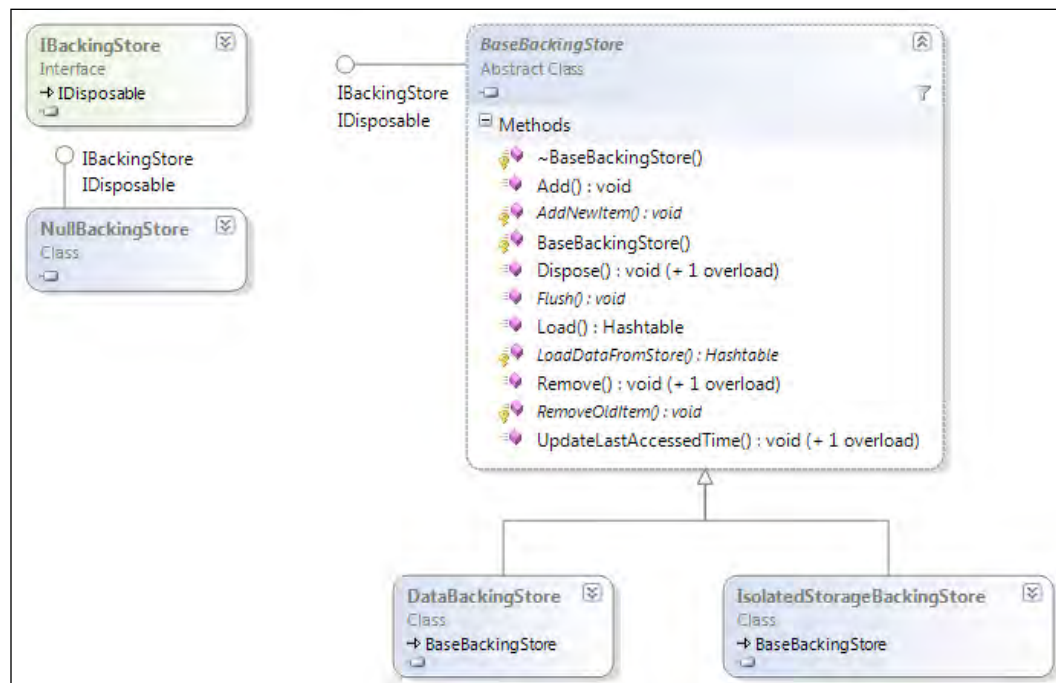 IBackingStore
Interface
IDisposable
IBackingStore
IDisposable
NullBackingStore
Class
IBackingStore
IDisposable
BaseBackingStore
Abstract Class
Methods
~BaseBackingStore()
Add() : void
AddNewItem() : void
BaseBackingStore()
Dispose() : void (+ 1 overload)
Flush() : void
Load() : Hashtable
LoadDataFromStore() : Hashtable
Remove() : void (+ 1 overload)
RemoveOldItem() : void
UpdateLastAccessedTime() : void (+ 1 overload)
DataBackingStore
Class
BaseBackingStore
IsolatedStorageBackingStore
Class
BaseBackingStore